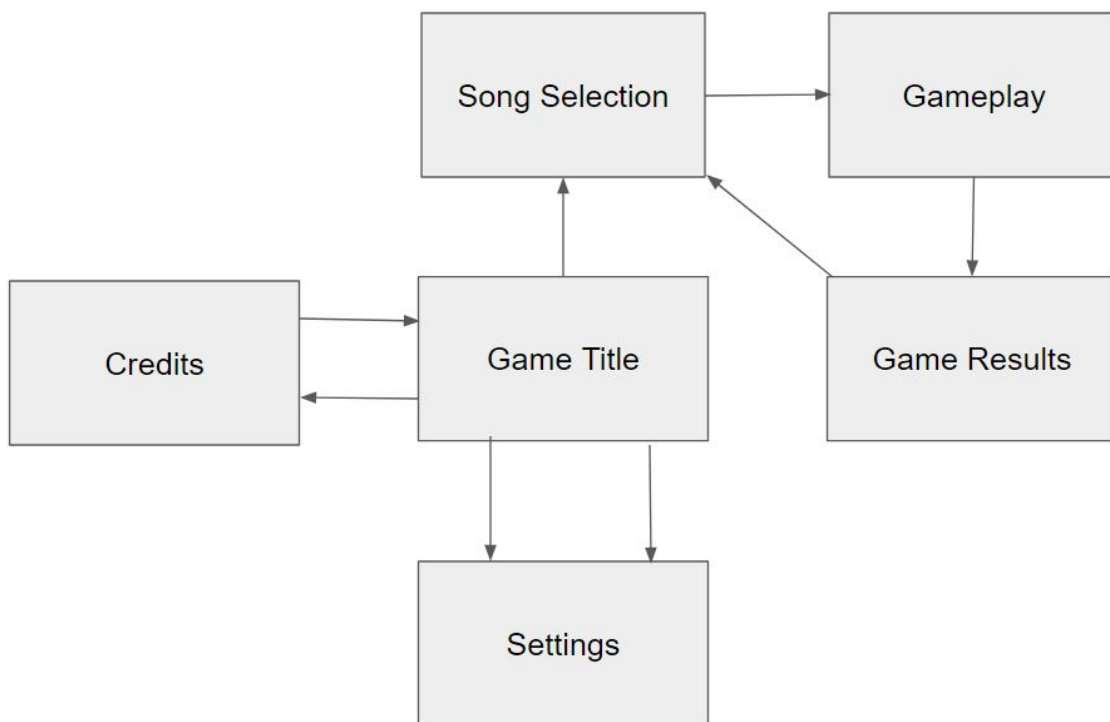 Song Selection
Gameplay
Credits
Game Title
Game Results
Settings